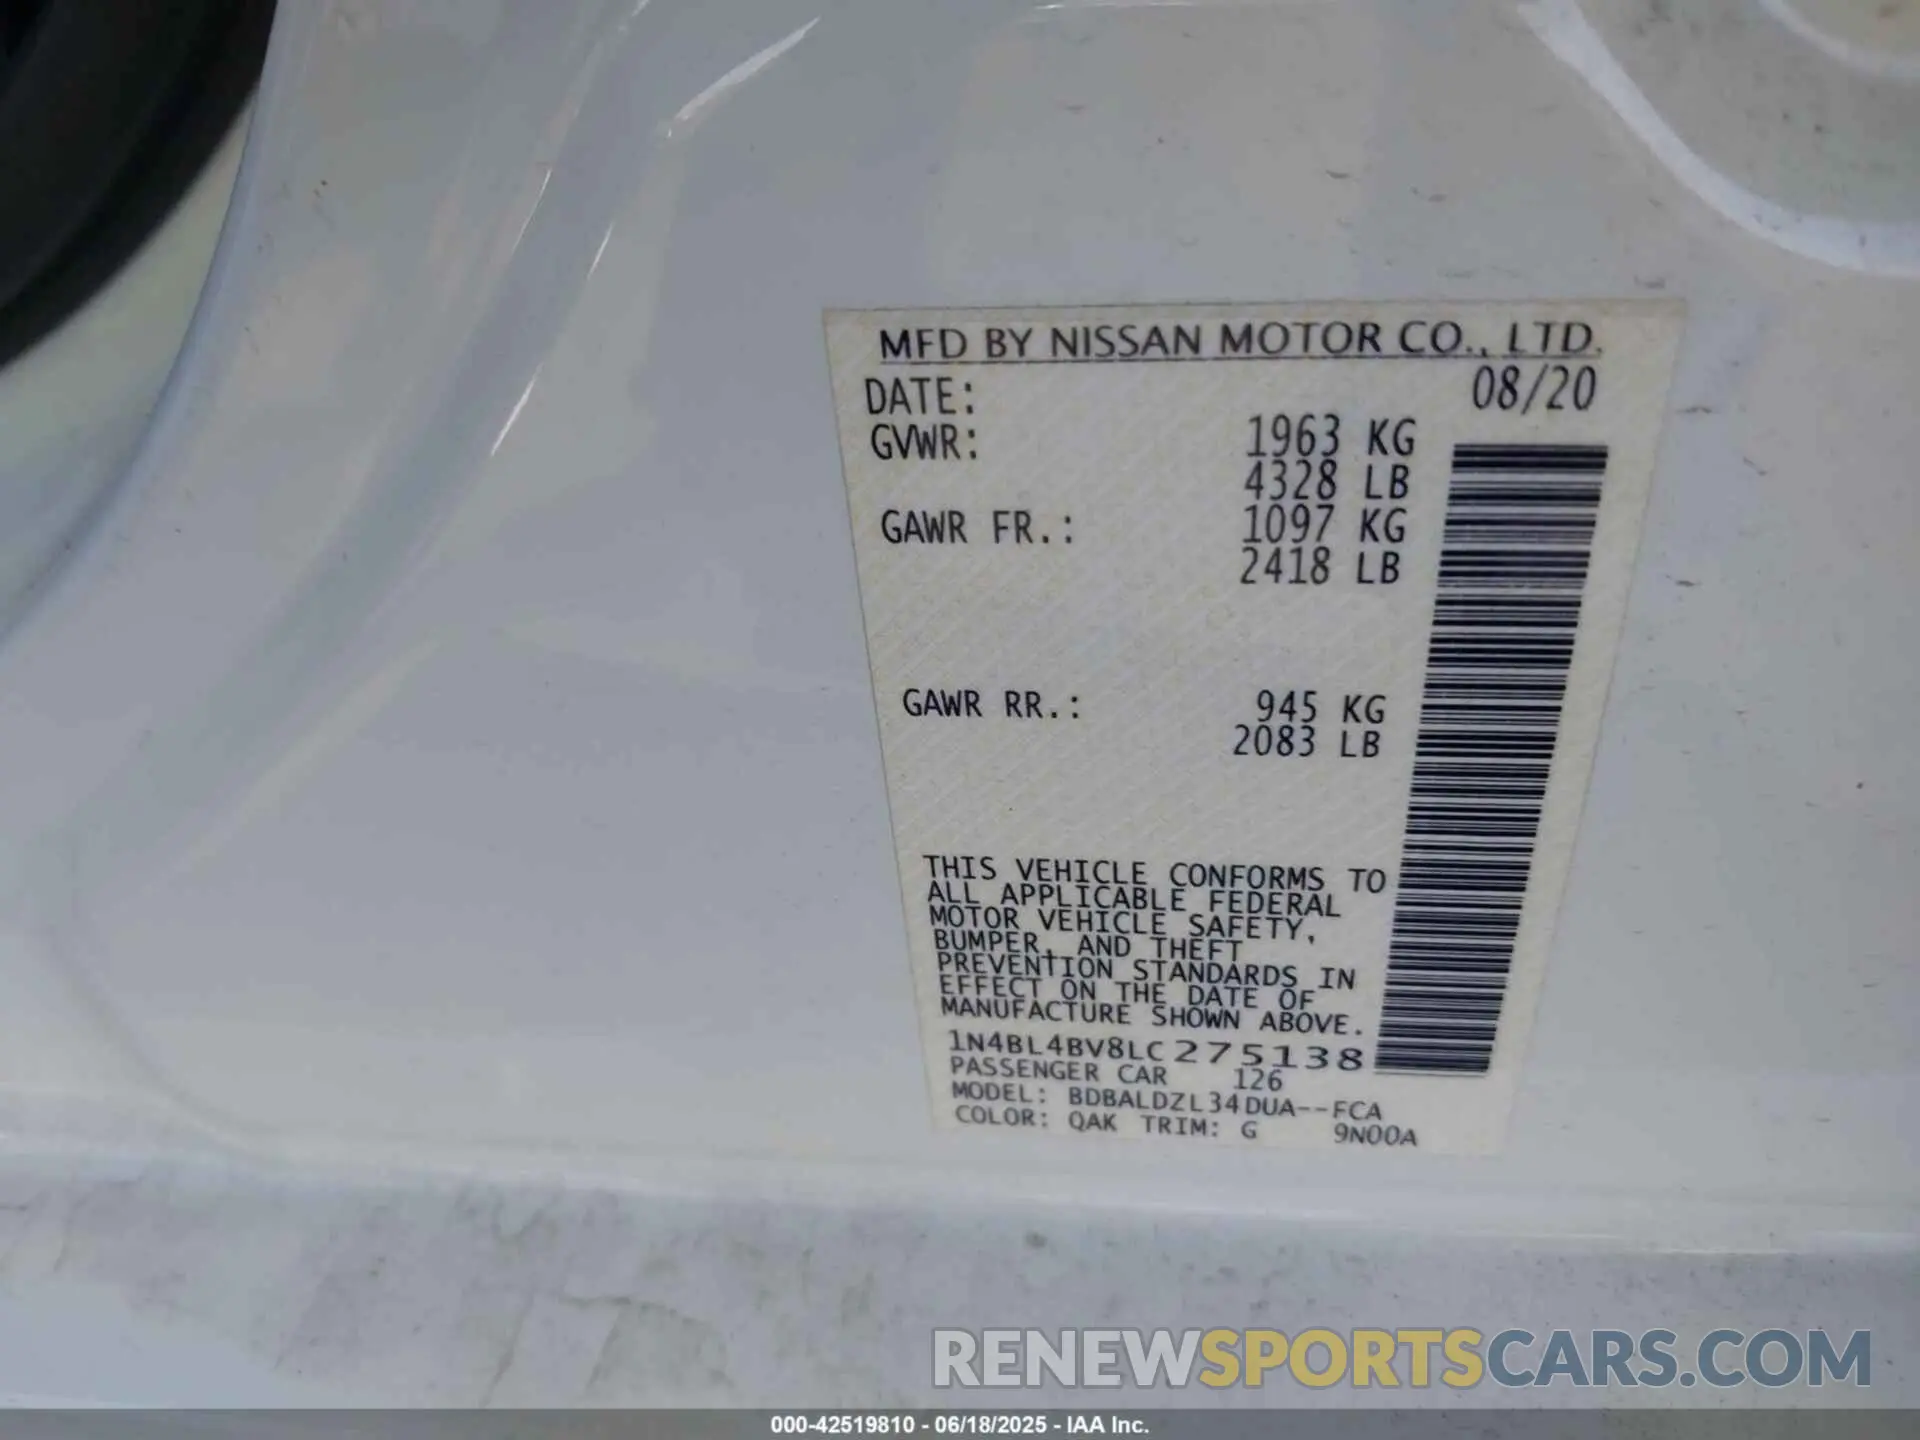 MFD BY NISSAN MOTOR CO., LTD.
DATE: 08/20
GVWR: 1963 KG
4328 LB
GAWR FR.: 1097 KG
2418 LB
GAWR RR.: 945 KG
2083 LB
THIS VEHICLE CONFORMS TO
ALL APPLICABLE FEDERAL
MOTOR VEHICLE SAFETY,
BUMPER, AND THEFT
PREVENTION STANDARDS IN
EFFECT ON THE DATE OF
MANUFACTURE SHOWN ABOVE.
1N4BL4BV8LC275138
PASSENGER CAR 126
MODEL: BDBALDZL34DUA--FCA
COLOR: QAK TRIM: G 9N00A
RENEWSPORTSCARS.COM
000-42519810 - 06/18/2025 - IAA Inc.